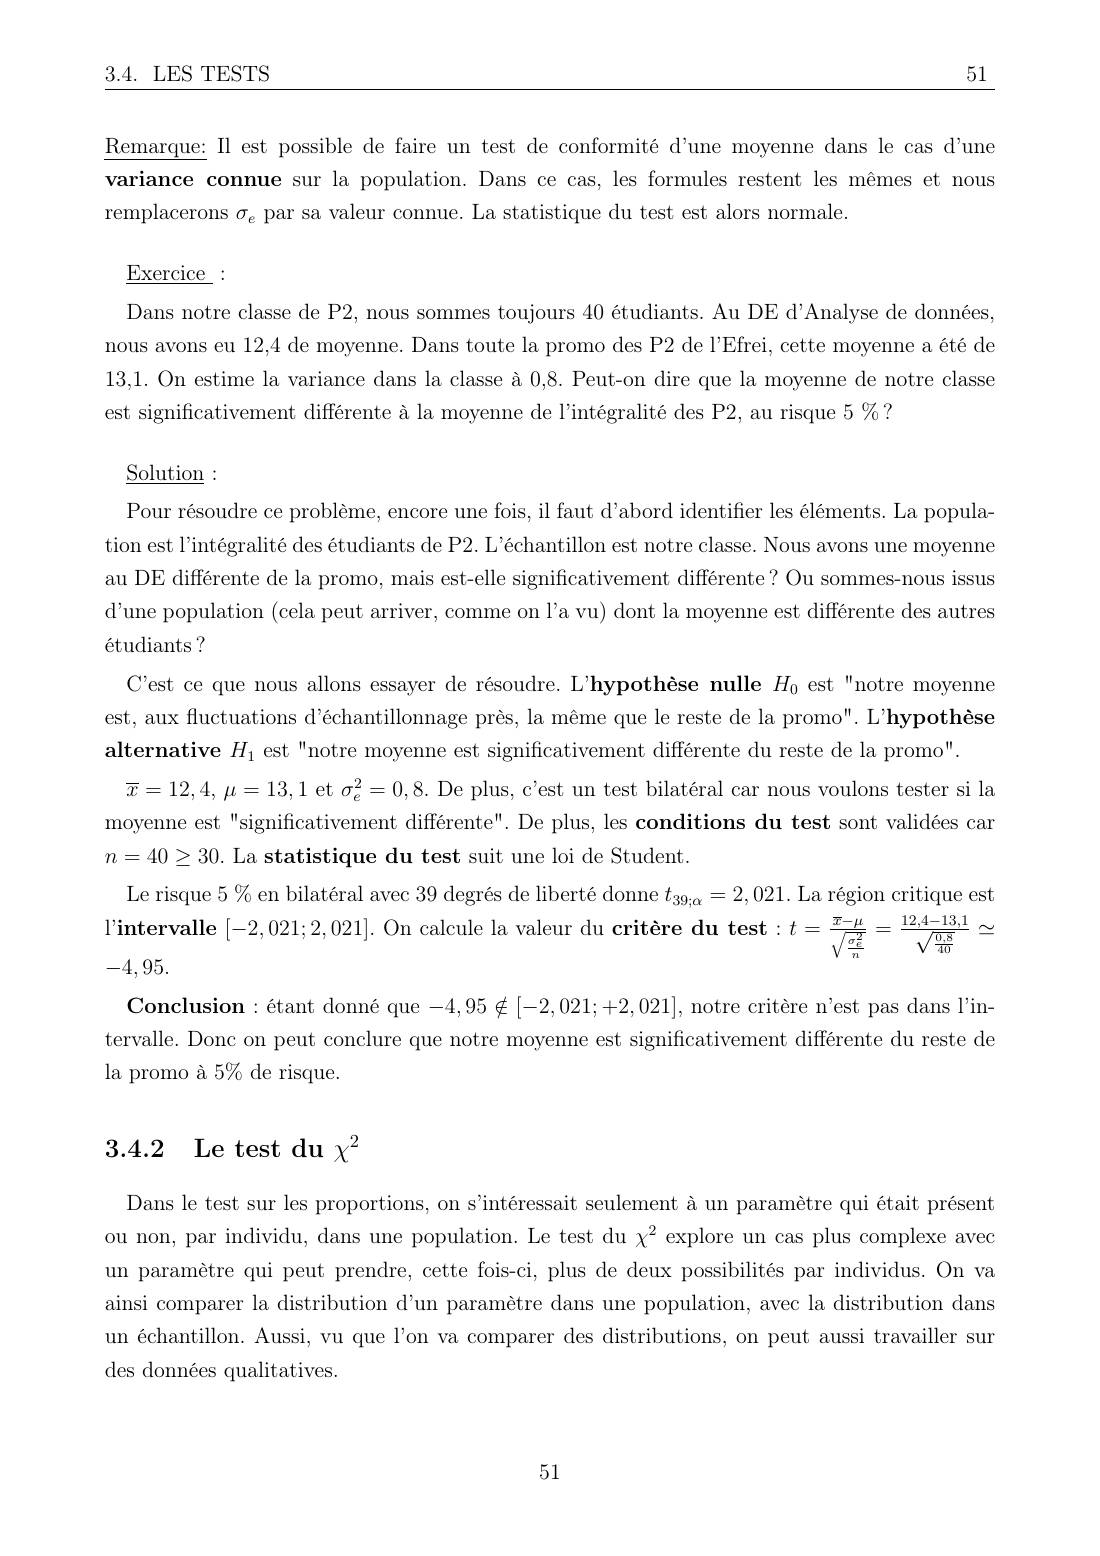 3.4. LES TESTS 51
Remarque: Il est possible de faire un test de conformité d'une moyenne dans le cas d'une
variance connue sur la population. Dans ce cas, les formules restent les mêmes et nous
remplacerons σ_e par sa valeur connue. La statistique du test est alors normale.
Exercice :
Dans notre classe de P2, nous sommes toujours 40 étudiants. Au DE d'Analyse de données,
nous avons eu 12,4 de moyenne. Dans toute la promo des P2 de l'Efrei, cette moyenne a été de
13,1. On estime la variance dans la classe à 0,8. Peut-on dire que la moyenne de notre classe
est significativement différente à la moyenne de l'intégralité des P2, au risque 5 % ?
Solution :
Pour résoudre ce problème, encore une fois, il faut d'abord identifier les éléments. La popula-
tion est l'intégralité des étudiants de P2. L'échantillon est notre classe. Nous avons une moyenne
au DE différente de la promo, mais est-elle significativement différente ? Ou sommes-nous issus
d'une population (cela peut arriver, comme on l'a vu) dont la moyenne est différente des autres
étudiants ?
C'est ce que nous allons essayer de résoudre. L'hypothèse nulle H_0 est "notre moyenne
est, aux fluctuations d'échantillonnage près, la même que le reste de la promo". L'hypothèse
alternative H_1 est "notre moyenne est significativement différente du reste de la promo".
x̅ = 12, 4, μ = 13, 1 et σ_e^2 = 0, 8. De plus, c'est un test bilatéral car nous voulons tester si la
moyenne est "significativement différente". De plus, les conditions du test sont validées car
n = 40 ≥ 30. La statistique du test suit une loi de Student.
Le risque 5 % en bilatéral avec 39 degrés de liberté donne t_{39;α} = 2, 021. La région critique est
l'intervalle [−2, 021; 2, 021]. On calcule la valeur du critère du test : t = \frac{x̅−μ}{\sqrt{\frac{σ_e^2}{n}}} = \frac{12,4−13,1}{\sqrt{\frac{0,8}{40}}} ≃
−4, 95.
Conclusion : étant donné que −4, 95 ∉ [−2, 021; +2, 021], notre critère n'est pas dans l'in-
tervalle. Donc on peut conclure que notre moyenne est significativement différente du reste de
la promo à 5% de risque.
3.4.2 Le test du χ²
Dans le test sur les proportions, on s'intéressait seulement à un paramètre qui était présent
ou non, par individu, dans une population. Le test du χ² explore un cas plus complexe avec
un paramètre qui peut prendre, cette fois-ci, plus de deux possibilités par individus. On va
ainsi comparer la distribution d'un paramètre dans une population, avec la distribution dans
un échantillon. Aussi, vu que l'on va comparer des distributions, on peut aussi travailler sur
des données qualitatives.
51